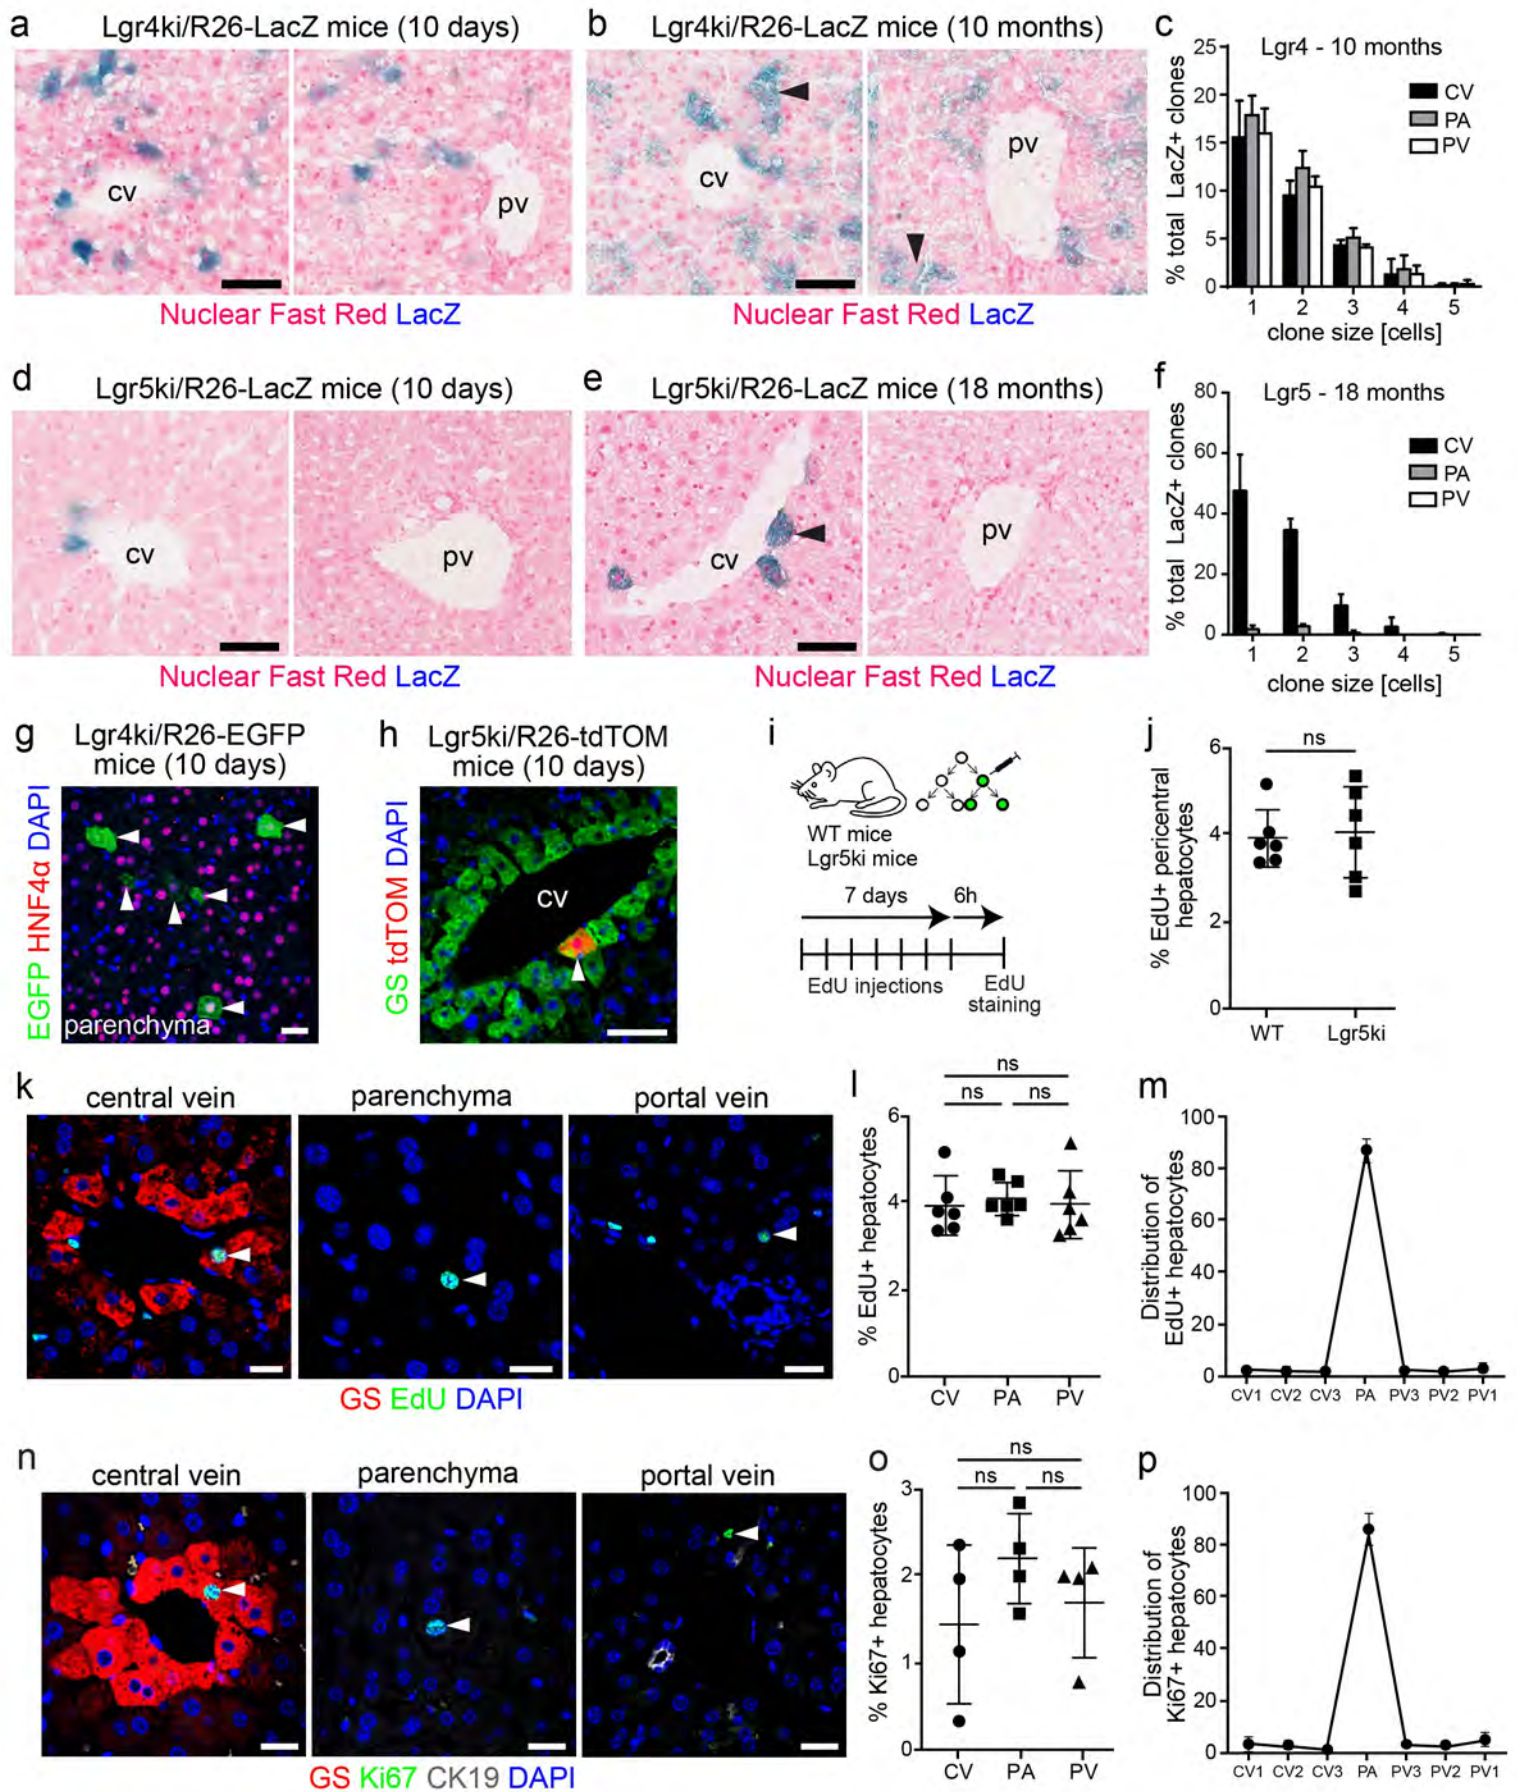 a Lgr4ki/R26-LacZ mice (10 days)
cv
pv
Nuclear Fast Red LacZ
b Lgr4ki/R26-LacZ mice (10 months)
cv
pv
Nuclear Fast Red LacZ
c Lgr4 - 10 months
% total LacZ+ clones
25
20
15
10
5
0
CV
PA
PV
1 2 3 4 5
clone size [cells]
d Lgr5ki/R26-LacZ mice (10 days)
cv
pv
Nuclear Fast Red LacZ
e Lgr5ki/R26-LacZ mice (18 months)
cv
pv
Nuclear Fast Red LacZ
f Lgr5 - 18 months
% total LacZ+ clones
80
60
40
20
0
CV
PA
PV
1 2 3 4 5
clone size [cells]
g Lgr4ki/R26-EGFP
mice (10 days)
EGFP HNF4α DAPI
parenchyma
h Lgr5ki/R26-tdTOM
mice (10 days)
GS tdTOM DAPI
cv
i
WT mice
Lgr5ki mice
7 days 6h
EdU injections
EdU
staining
j
% EdU+ pericentral
hepatocytes
6
4
2
0
ns
WT Lgr5ki
k
central vein parenchyma portal vein
GS EdU DAPI
l
% EdU+ hepatocytes
6
4
2
0
ns
ns ns
CV PA PV
m
Distribution of
EdU+ hepatocytes
100
80
60
40
20
0
CV1 CV2 CV3 PA PV3 PV2 PV1
n
central vein parenchyma portal vein
GS Ki67 CK19 DAPI
o
% Ki67+ hepatocytes
3
2
1
0
ns
ns ns
CV PA PV
p
Distribution of
Ki67+ hepatocytes
100
80
60
40
20
0
CV1 CV2 CV3 PA PV3 PV2 PV1